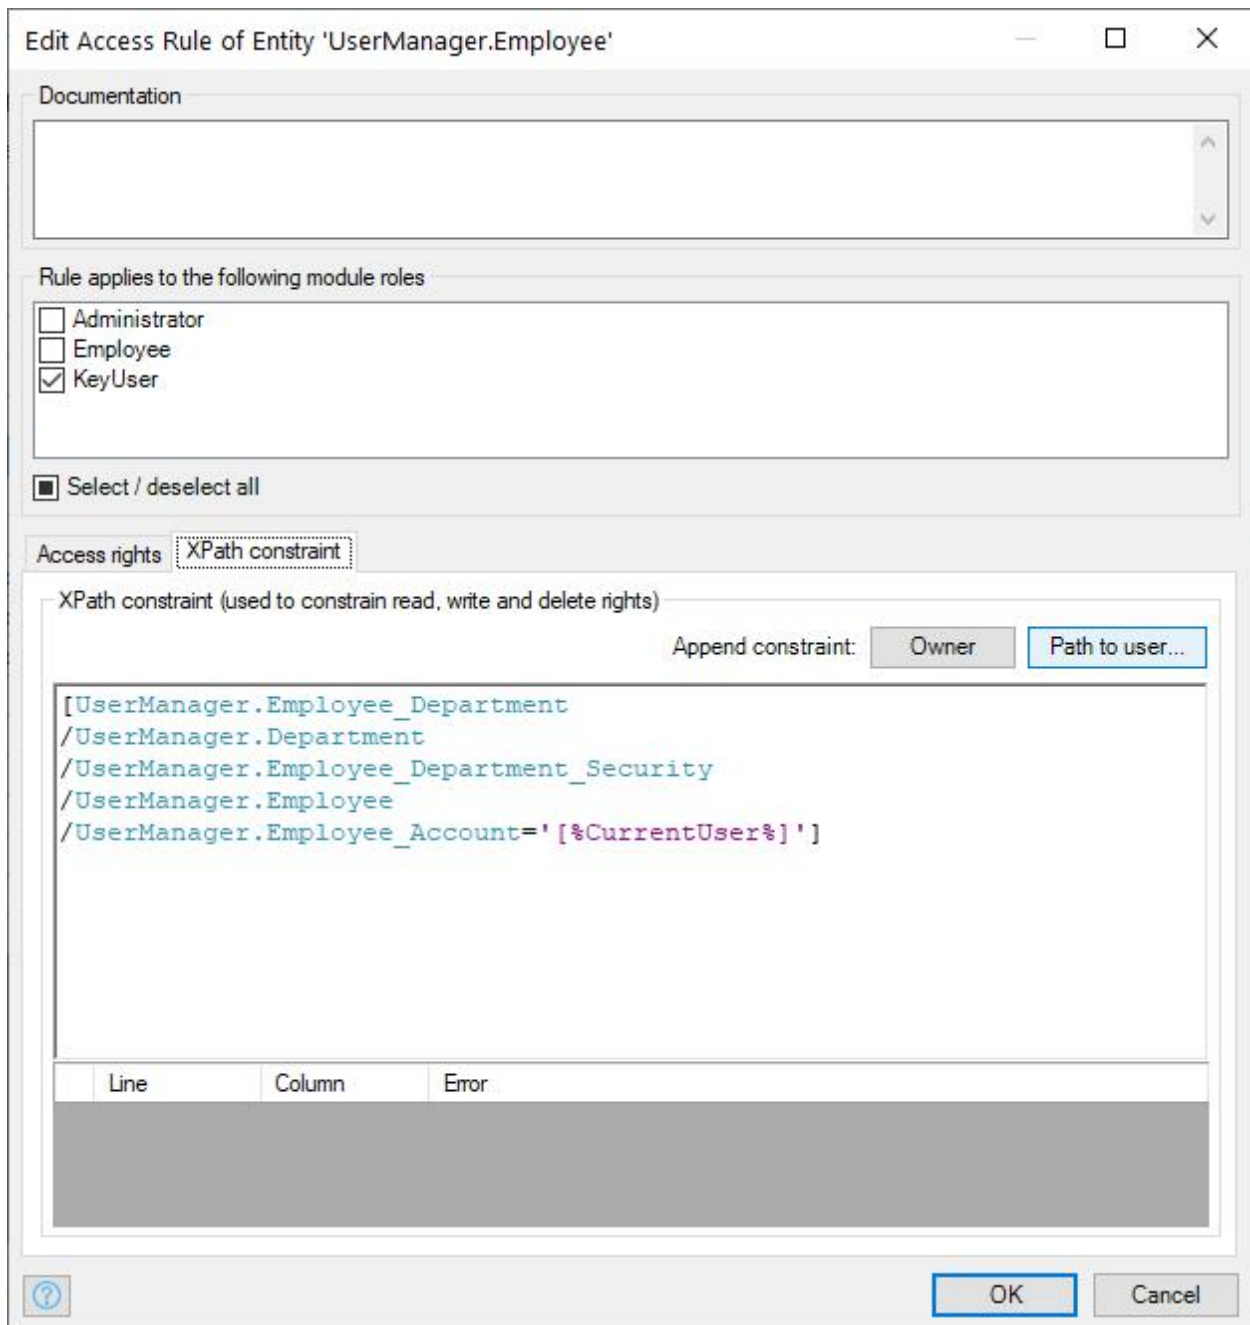 Edit Access Rule of Entity 'UserManager.Employee'
Documentation
Rule applies to the following module roles
Administrator
Employee
KeyUser
Select / deselect all
Access rights XPath constraint
XPath constraint (used to constrain read, write and delete rights)
Append constraint: Owner Path to user...
[UserManager.Employee_Department
/UserManager.Department
/UserManager.Employee_Department_Security
/UserManager.Employee
/UserManager.Employee_Account='[%CurrentUser%]']
Line Column Error
? OK Cancel